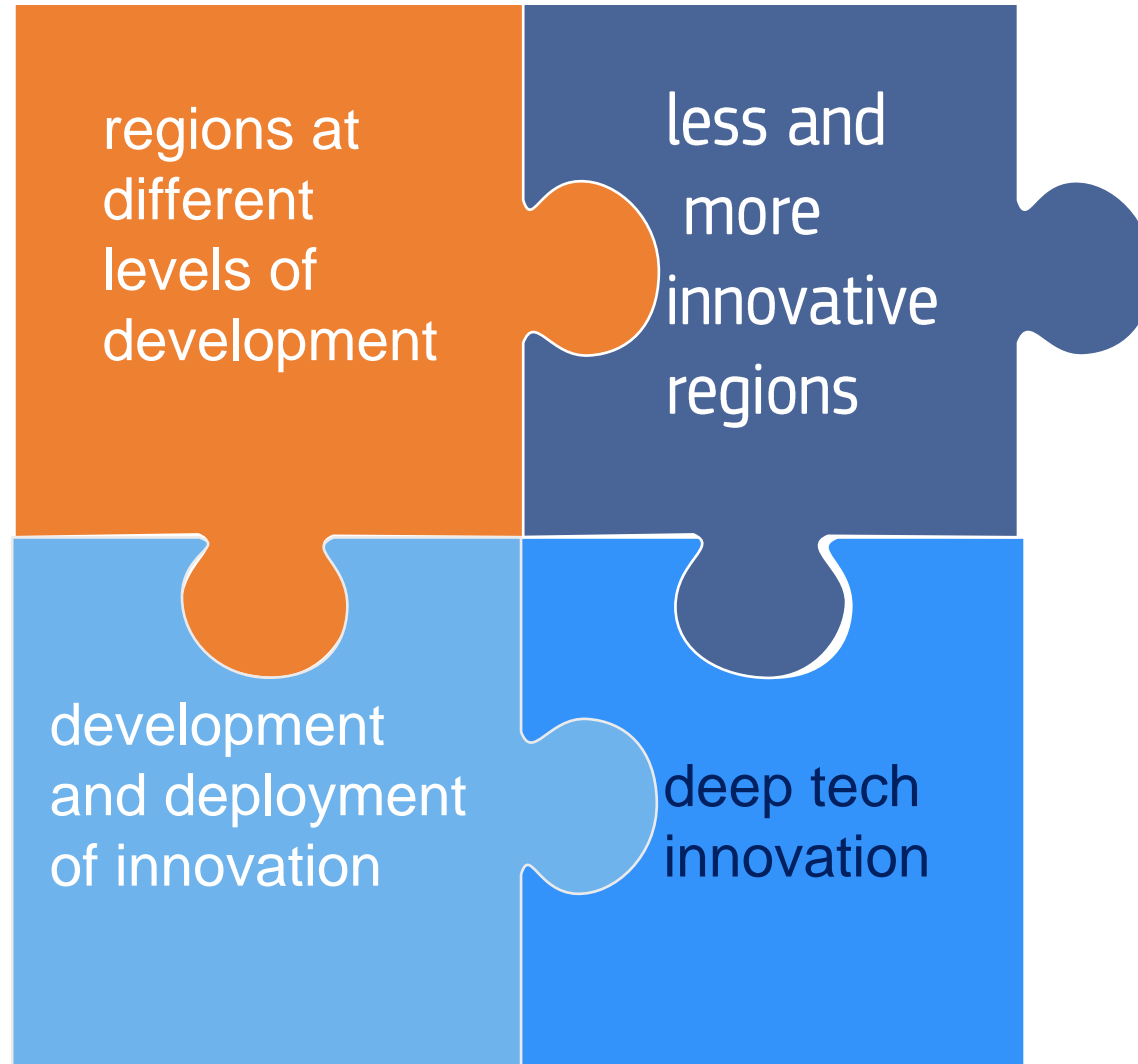 regions at
different
levels of
development
less and
more
innovative
regions
development
and deployment
of innovation
deep tech
innovation